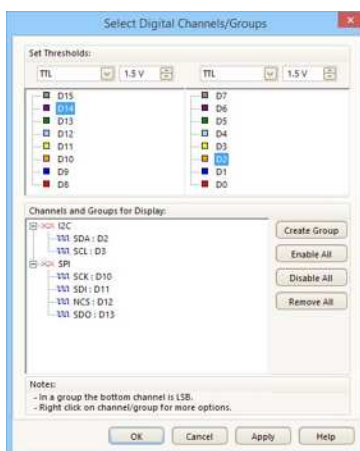 Select Digital Channels/Groups
Set Thresholds:
TTL 1.5 V TTL 1.5 V
D15
D14
D13
D12
D11
D10
D9
D8
D7
D6
D5
D4
D3
D2
D1
D0
Channels and Groups for Display:
I2C
SDA : D2
SCL : D3
SPI
SCK : D10
SDI : D11
NCS : D12
SDO : D13
Create Group
Enable All
Disable All
Remove All
Notes:
- In a group the bottom channel is LSB.
- Right click on channel/group for more options.
OK Cancel Apply Help